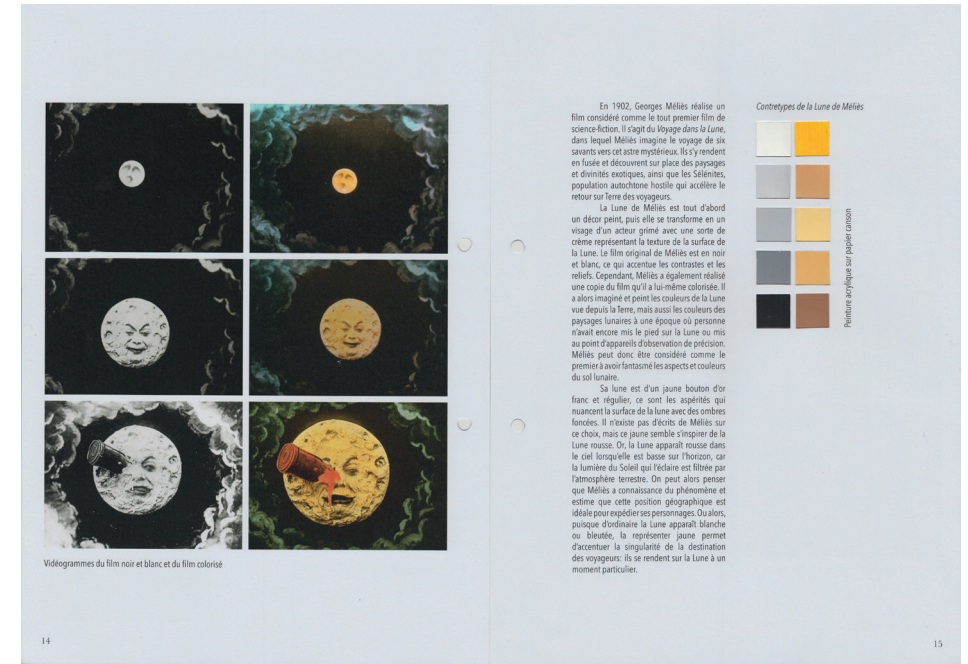 Vidéogrammes du film noir et blanc et du film colorisé
14
En 1902, Georges Méliès réalise un
film considéré comme le tout premier film de
science-fiction. Il s'agit du Voyage dans la Lune,
dans lequel Méliès imagine le voyage de six
savants vers cet astre mystérieux. Ils s'y rendent
en fusée et découvrent sur place des paysages
et divinités exotiques, ainsi que les Sélénites,
population autochtone hostile qui accélère le
retour sur Terre des voyageurs.
La Lune de Méliès est tout d'abord
un décor peint, puis elle se transforme en un
visage d'un acteur grimé avec une sorte de
crème représentant la texture de la surface de
la Lune. Le film original de Méliès est en noir
et blanc, ce qui accentue les contrastes et les
reliefs. Cependant, Méliès a également réalisé
une copie du film qu'il a lui-même colorisée. Il
a alors imaginé et peint les couleurs de la Lune
vue depuis la Terre, mais aussi les couleurs des
paysages lunaires à une époque où personne
n'avait encore mis le pied sur la Lune ou mis
au point d'appareils d'observation de précision.
Méliès peut donc être considéré comme le
premier à avoir fantasmé les aspects et couleurs
du sol lunaire.
Sa lune est d'un jaune bouton d'or
franc et régulier, ce sont les aspérités qui
nuancent la surface de la lune avec des ombres
foncées. Il n'existe pas d'écrits de Méliès sur
ce choix, mais ce jaune semble s'inspirer de la
Lune rousse. Or, la Lune apparaît rousse dans
le ciel lorsqu'elle est basse sur l'horizon, car
la lumière du Soleil qui l'éclaire est filtrée par
l'atmosphère terrestre. On peut alors penser
que Méliès a connaissance du phénomène et
estime que cette position géographique est
idéale pour expédier ses personnages. Ou alors,
puisque d'ordinaire la Lune apparaît blanche
ou bleutée, la représenter jaune permet
d'accentuer la singularité de la destination
des voyageurs: ils se rendent sur la Lune à un
moment particulier.
Contretypes de la Lune de Méliès
Peinture acrylique sur papier canson
15